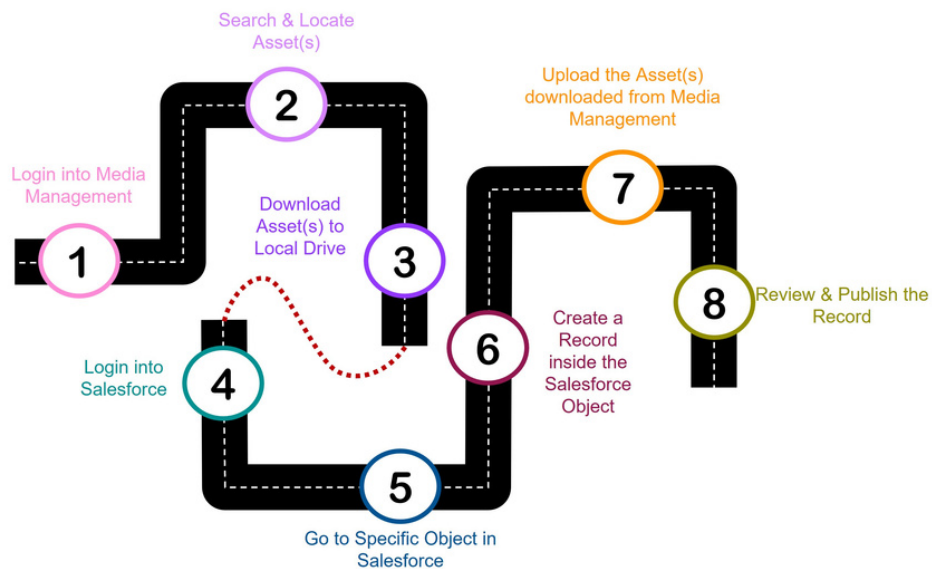 Login into Media
Management
1
Search & Locate
Asset(s)
2
Download
Asset(s) to
Local Drive
3
Login into
Salesforce
4
5
Go to Specific Object in
Salesforce
6
Create a
Record
inside the
Salesforce
Object
Upload the Asset(s)
downloaded from Media
Management
7
8
Review & Publish the
Record